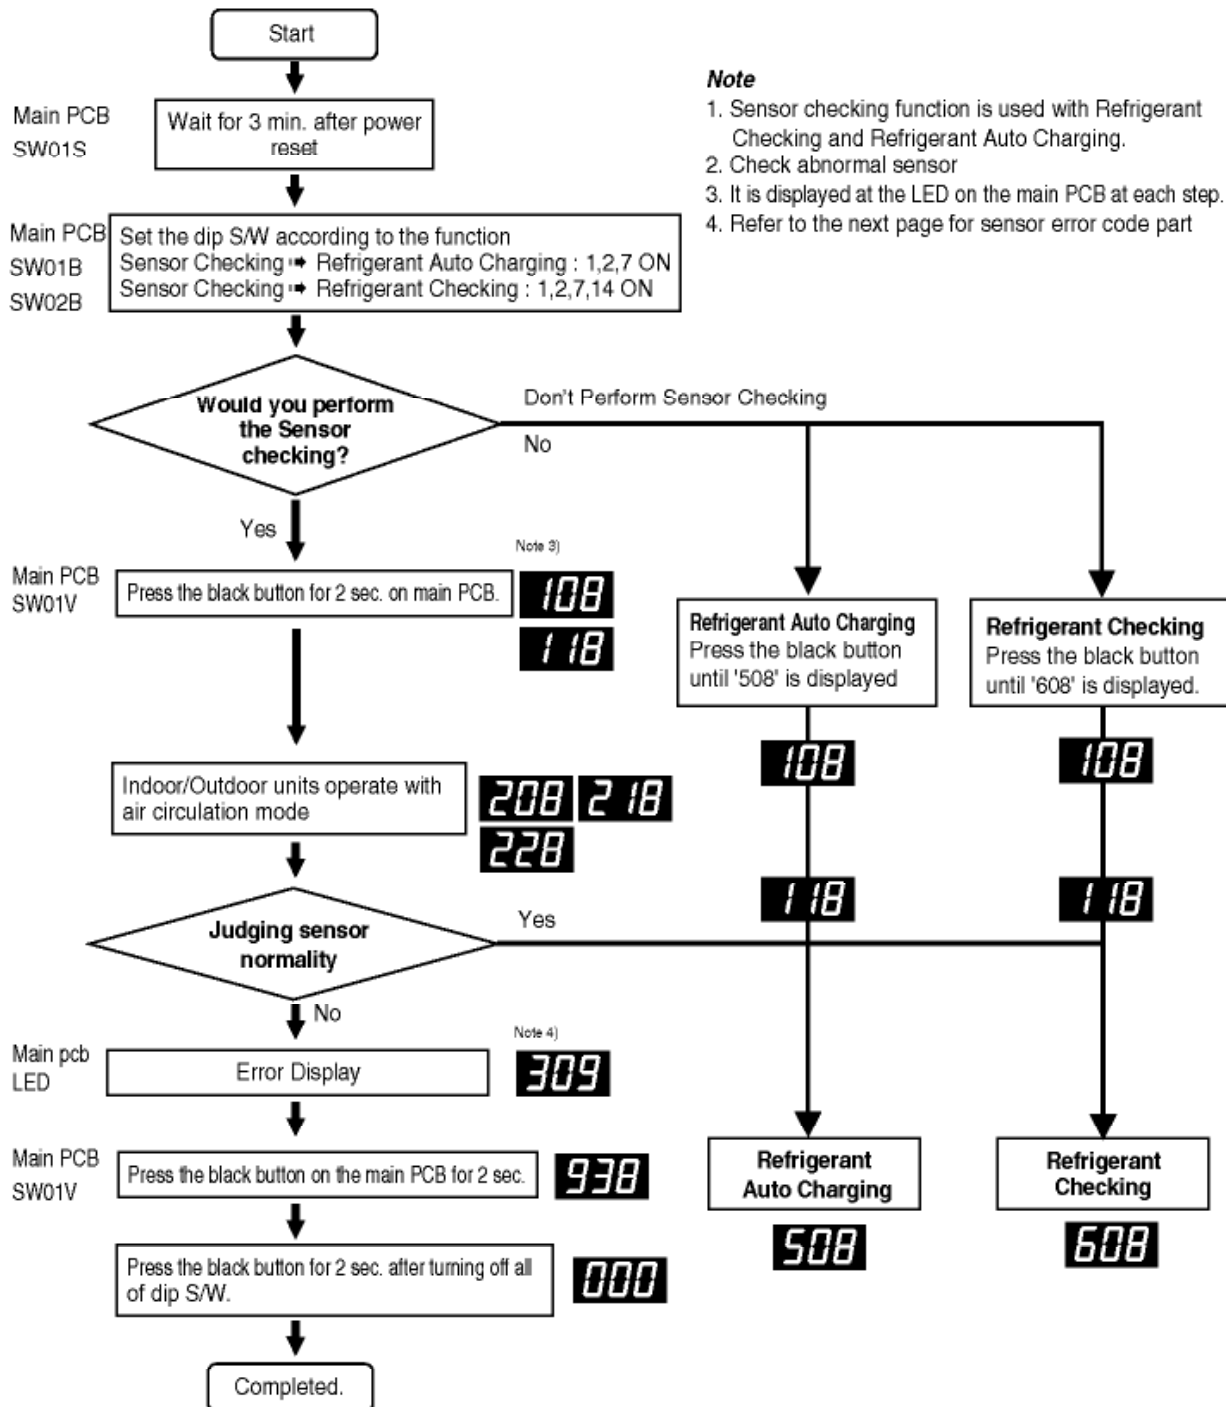 Start
Main PCB
SW01S
Wait for 3 min. after power
reset
Note
1. Sensor checking function is used with Refrigerant
Checking and Refrigerant Auto Charging.
2. Check abnormal sensor
3. It is displayed at the LED on the main PCB at each step.
4. Refer to the next page for sensor error code part
Main PCB
SW01B
SW02B
Set the dip S/W according to the function
Sensor Checking ➟ Refrigerant Auto Charging : 1,2,7 ON
Sensor Checking ➟ Refrigerant Checking : 1,2,7,14 ON
Would you perform
the Sensor
checking?
Don't Perform Sensor Checking
No
Yes
Main PCB
SW01V
Press the black button for 2 sec. on main PCB.
Note 3)
108
118
Refrigerant Auto Charging
Press the black button
until '508' is displayed
Refrigerant Checking
Press the black button
until '608' is displayed.
108
108
Indoor/Outdoor units operate with
air circulation mode
208 218
228
118
118
Judging sensor
normality
Yes
No
Main pcb
LED
Error Display
Note 4)
309
Main PCB
SW01V
Press the black button on the main PCB for 2 sec.
938
Refrigerant
Auto Charging
508
Refrigerant
Checking
608
Press the black button for 2 sec. after turning off all
of dip S/W.
000
Completed.